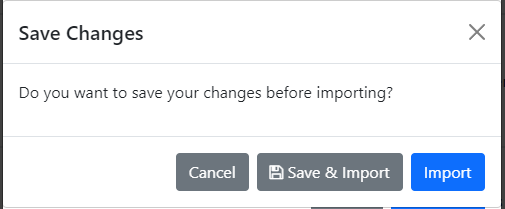 Save Changes
Do you want to save your changes before importing?
Cancel
Save & Import
Import